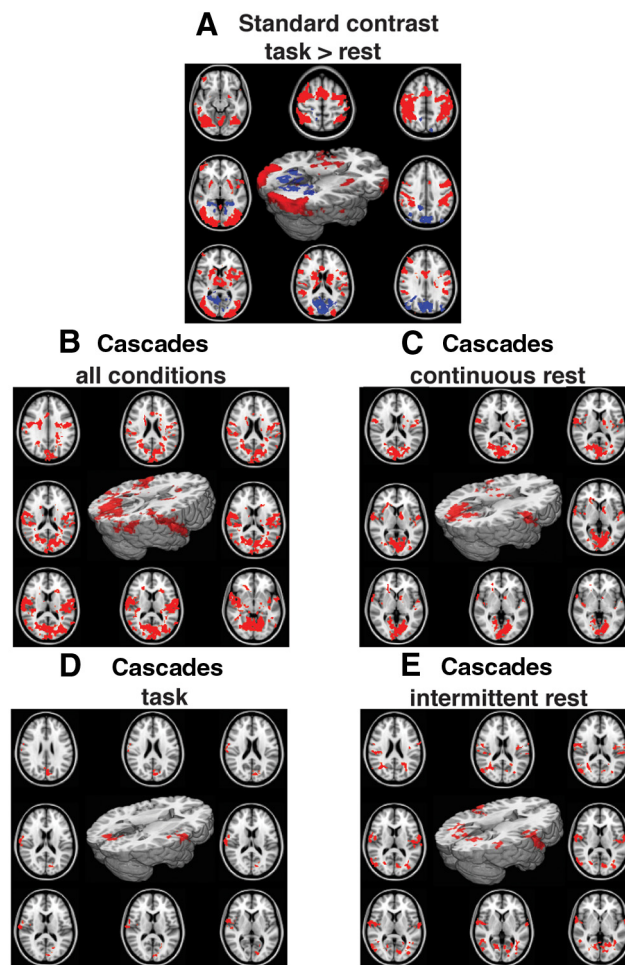 A Standard contrast
task > rest
B Cascades
all conditions
C Cascades
continuous rest
D Cascades
task
E Cascades
intermittent rest